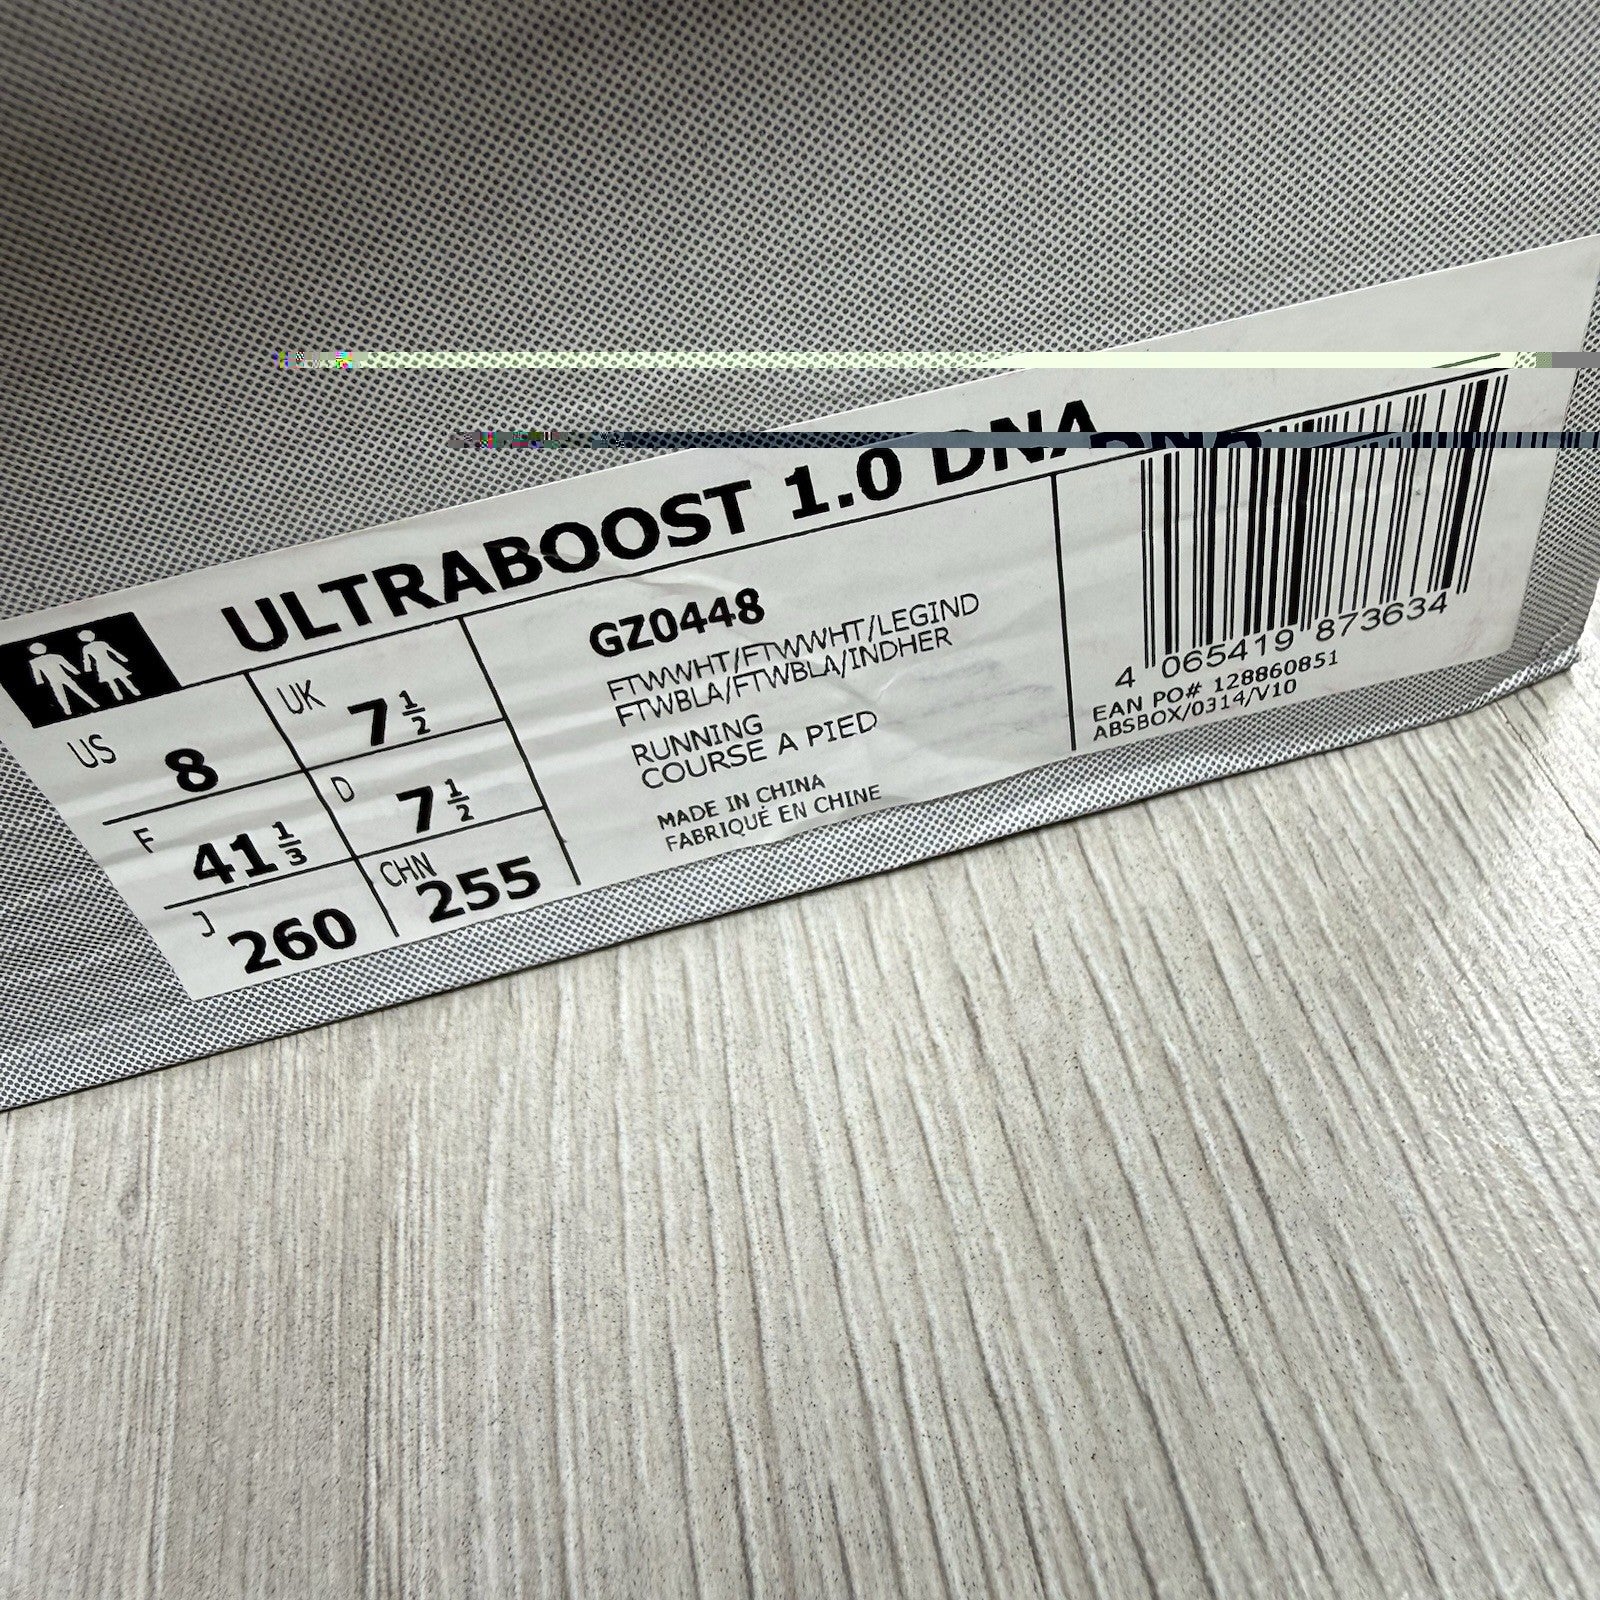 ULTRABOOST 1.0 DNA
US 8
UK 7 1/2
F 41 1/3
D 7 1/2
J 260
CHN 255
GZ0448
FTWWHT/FTWWHT/LEGIND
FTWBLA/FTWBLA/INDHER
RUNNING
COURSE A PIED
MADE IN CHINA
FABRIQUÉ EN CHINE
4 065419 873634
EAN PO# 128860851
ABSBOX/0314/V10